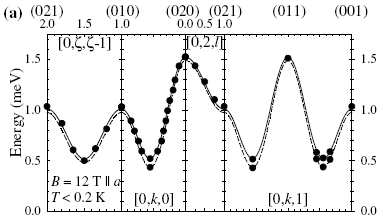 (a) (021) (010) (020) (021) (011) (001)
2.0 1.5 1.0 0.0 0.5 1.0
[0,ζ,ζ-1] [0,2,l]
1.5
1.0
0.5
0.0
Energy (meV)
B = 12 T ∥ a
T < 0.2 K
[0,k,0] [0,k,1]